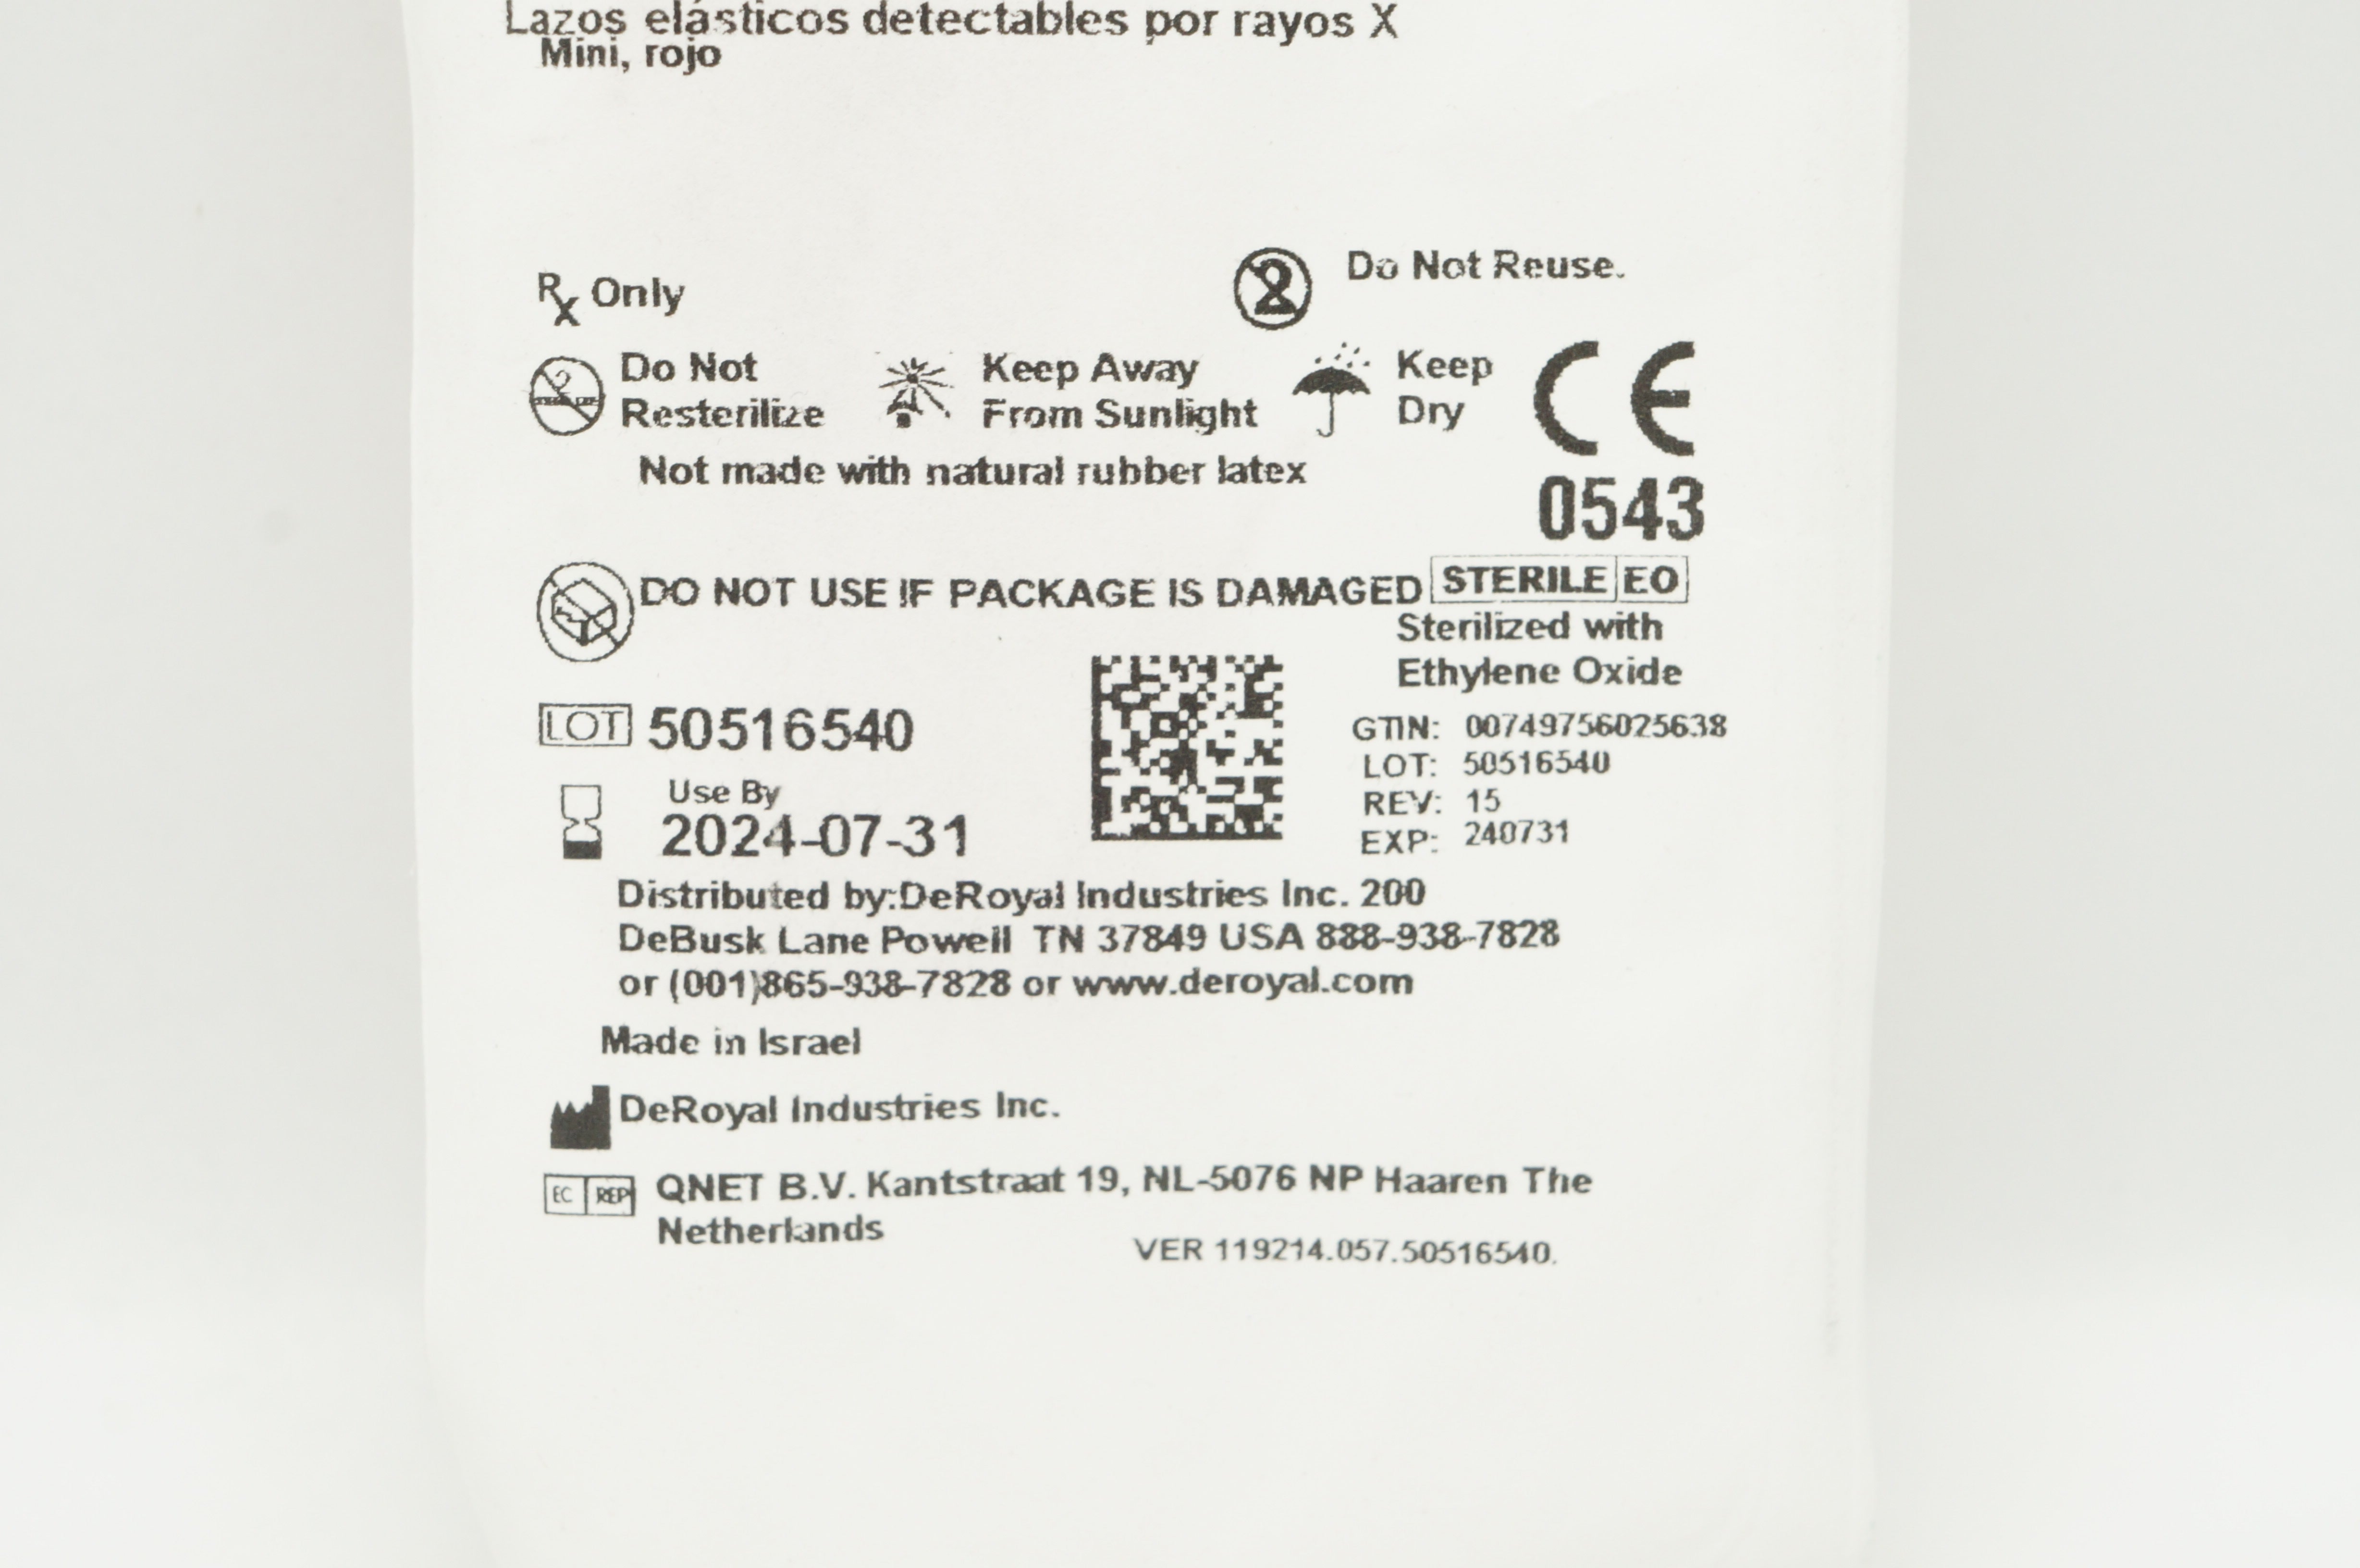 Lazos elásticos detectables por rayos X
Mini, rojo
Rx Only
Do Not Reuse.
Do Not
Resterilize
Keep Away
From Sunlight
Keep
Dry
CE
0543
Not made with natural rubber latex
DO NOT USE IF PACKAGE IS DAMAGED
STERILE EO
Sterilized with
Ethylene Oxide
LOT 50516540
Use By
2024-07-31
GTIN: 00749756025638
LOT: 50516540
REV: 15
EXP: 240731
Distributed by:DeRoyal Industries Inc. 200
DeBusk Lane Powell TN 37849 USA 888-938-7828
or (001)865-938-7828 or www.deroyal.com
Made in Israel
DeRoyal Industries Inc.
EC REP QNET B.V. Kantstraat 19, NL-5076 NP Haaren The
Netherlands
VER 119214.057.50516540.